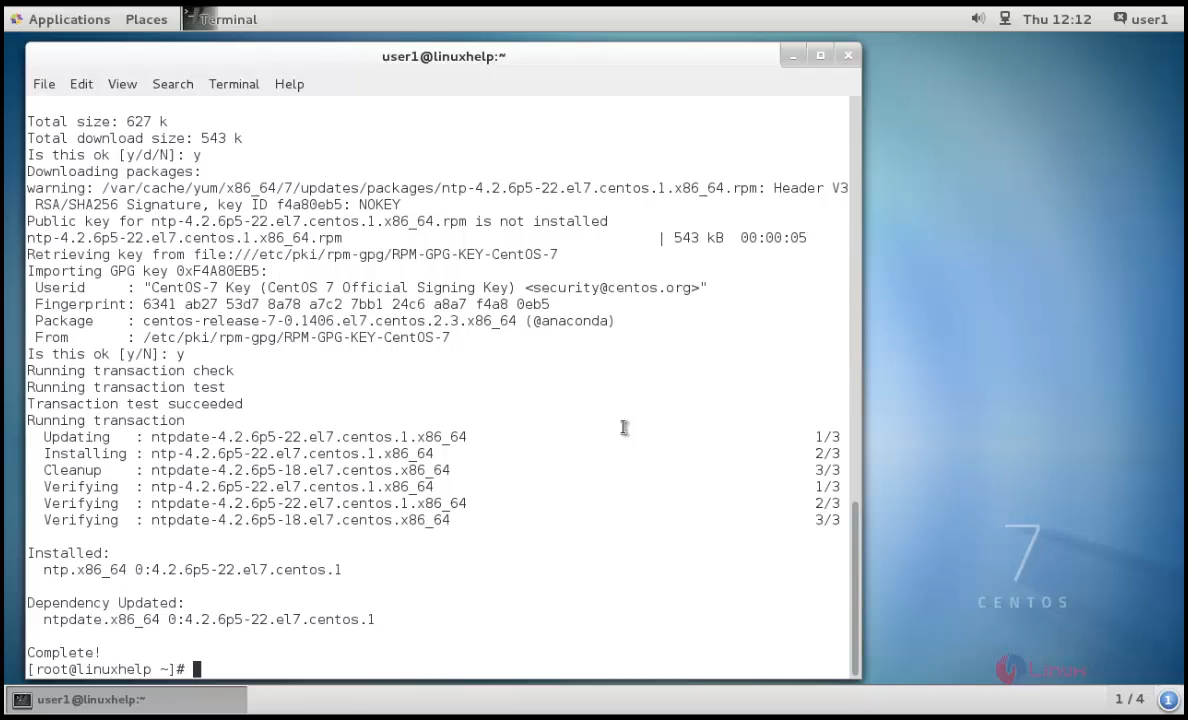 Applications Places Terminal Thu 12:12 user1
user1@linuxhelp:~
File Edit View Search Terminal Help
Total size: 627 k
Total download size: 543 k
Is this ok [y/d/N]: y
Downloading packages:
warning: /var/cache/yum/x86_64/7/updates/packages/ntp-4.2.6p5-22.el7.centos.1.x86_64.rpm: Header V3
RSA/SHA256 Signature, key ID f4a80eb5: NOKEY
Public key for ntp-4.2.6p5-22.el7.centos.1.x86_64.rpm is not installed
ntp-4.2.6p5-22.el7.centos.1.x86_64.rpm | 543 kB 00:00:05
Retrieving key from file:///etc/pki/rpm-gpg/RPM-GPG-KEY-CentOS-7
Importing GPG key 0xF4A80EB5:
Userid : "CentOS-7 Key (CentOS 7 Official Signing Key) <security@centos.org>"
Fingerprint: 6341 ab27 53d7 8a78 a7c2 7bb1 24c6 a8a7 f4a8 0eb5
Package : centos-release-7-0.1406.el7.centos.2.3.x86_64 (@anaconda)
From : /etc/pki/rpm-gpg/RPM-GPG-KEY-CentOS-7
Is this ok [y/N]: y
Running transaction check
Running transaction test
Transaction test succeeded
Running transaction
Updating : ntpdate-4.2.6p5-22.el7.centos.1.x86_64 1/3
Installing : ntp-4.2.6p5-22.el7.centos.1.x86_64 2/3
Cleanup : ntpdate-4.2.6p5-18.el7.centos.x86_64 3/3
Verifying : ntp-4.2.6p5-22.el7.centos.1.x86_64 1/3
Verifying : ntpdate-4.2.6p5-22.el7.centos.1.x86_64 2/3
Verifying : ntpdate-4.2.6p5-18.el7.centos.x86_64 3/3
Installed:
ntp.x86_64 0:4.2.6p5-22.el7.centos.1
Dependency Updated:
ntpdate.x86_64 0:4.2.6p5-22.el7.centos.1
Complete!
[root@linuxhelp ~]#
7
CENTOS
user1@linuxhelp:~ 1 / 4 1